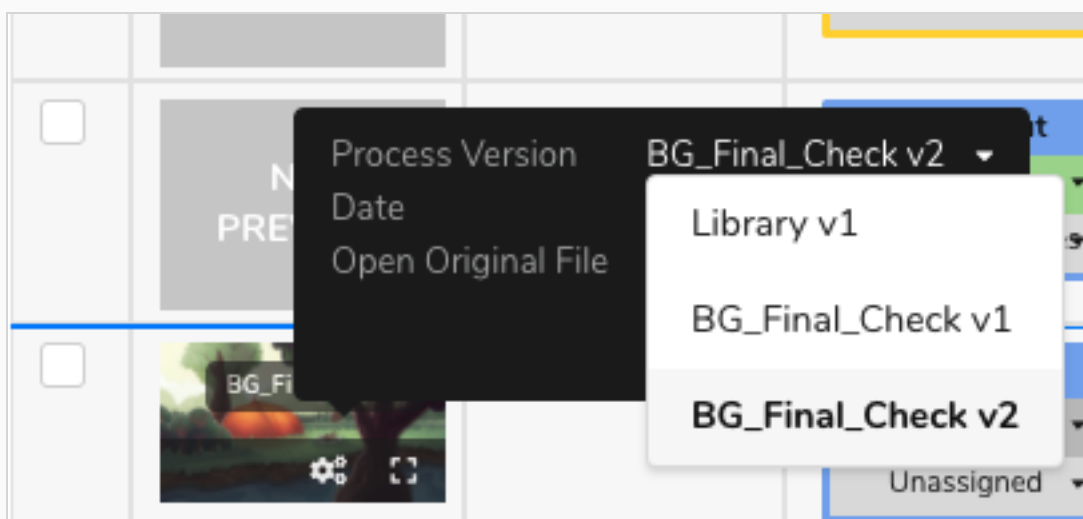 Process Version BG_Final_Check v2
Date
Open Original File
Library v1
BG_Final_Check v1
BG_Final_Check v2
Unassigned